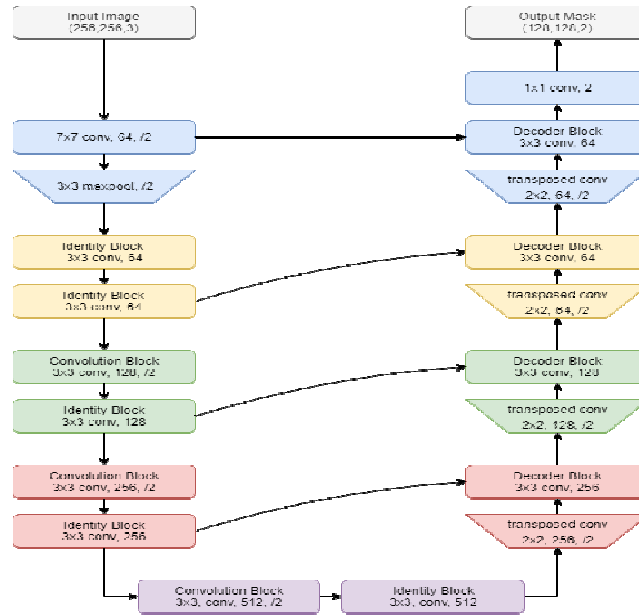 Input Image
(256,256,3)
7x7 conv, 64, /2
3x3 maxpool, /2
Identity Block
3x3 conv, 64
Identity Block
3x3 conv, 64
Convolution Block
3x3 conv, 128, /2
Identity Block
3x3 conv, 128
Convolution Block
3x3 conv, 256, /2
Identity Block
3x3 conv, 256
Convolution Block
3x3, conv, 512, /2
Identity Block
3x3, conv, 512
Output Mask
(128,128,2)
1x1 conv, 2
Decoder Block
3x3 conv, 64
transposed conv
2x2, 64, /2
Decoder Block
3x3 conv, 64
transposed conv
2x2, 64, /2
Decoder Block
3x3 conv, 128
transposed conv
2x2, 128, /2
Decoder Block
3x3 conv, 256
transposed conv
2x2, 256, /2